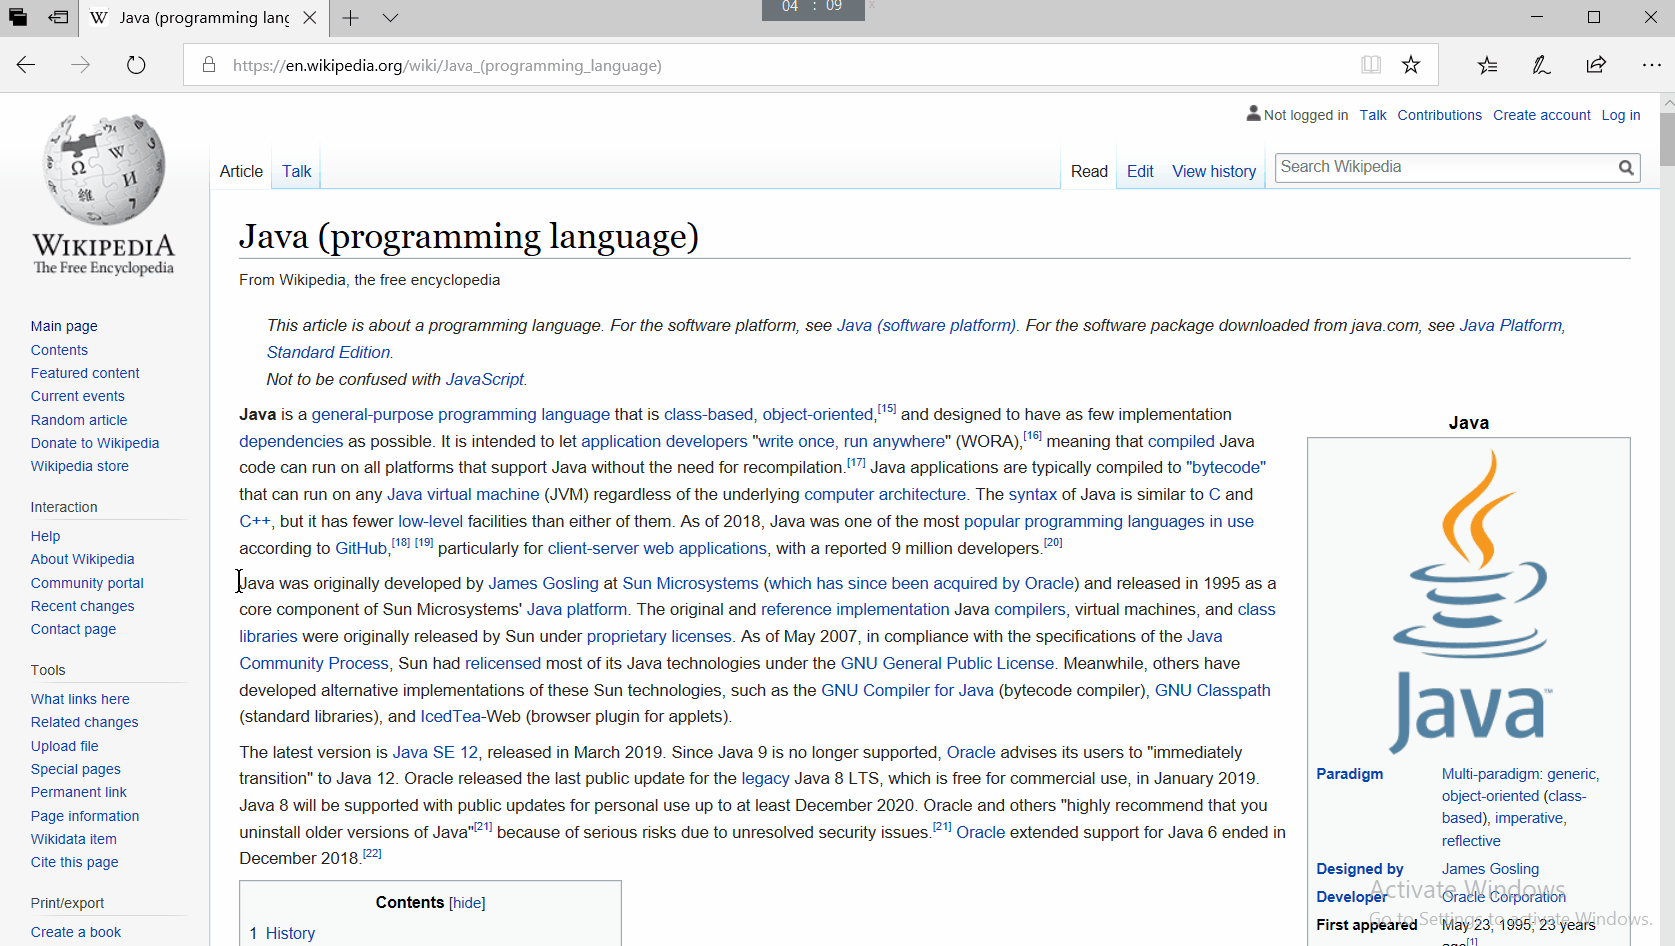 W Java (programming lang
04 : 09 x
https://en.wikipedia.org/wiki/Java_(programming_language)
Not logged in Talk Contributions Create account Log in
Article Talk Read Edit View history Search Wikipedia
WIKIPEDIA
The Free Encyclopedia
Main page
Contents
Featured content
Current events
Random article
Donate to Wikipedia
Wikipedia store
Interaction
Help
About Wikipedia
Community portal
Recent changes
Contact page
Tools
What links here
Related changes
Upload file
Special pages
Permanent link
Page information
Wikidata item
Cite this page
Print/export
Create a book
Java (programming language)
From Wikipedia, the free encyclopedia
This article is about a programming language. For the software platform, see Java (software platform). For the software package downloaded from java.com, see Java Platform,
Standard Edition.
Not to be confused with JavaScript.
Java is a general-purpose programming language that is class-based, object-oriented,[15] and designed to have as few implementation
dependencies as possible. It is intended to let application developers "write once, run anywhere" (WORA),[16] meaning that compiled Java
code can run on all platforms that support Java without the need for recompilation.[17] Java applications are typically compiled to "bytecode"
that can run on any Java virtual machine (JVM) regardless of the underlying computer architecture. The syntax of Java is similar to C and
C++, but it has fewer low-level facilities than either of them. As of 2018, Java was one of the most popular programming languages in use
according to GitHub,[18] [19] particularly for client-server web applications, with a reported 9 million developers.[20]
Java was originally developed by James Gosling at Sun Microsystems (which has since been acquired by Oracle) and released in 1995 as a
core component of Sun Microsystems' Java platform. The original and reference implementation Java compilers, virtual machines, and class
libraries were originally released by Sun under proprietary licenses. As of May 2007, in compliance with the specifications of the Java
Community Process, Sun had relicensed most of its Java technologies under the GNU General Public License. Meanwhile, others have
developed alternative implementations of these Sun technologies, such as the GNU Compiler for Java (bytecode compiler), GNU Classpath
(standard libraries), and IcedTea-Web (browser plugin for applets).
The latest version is Java SE 12, released in March 2019. Since Java 9 is no longer supported, Oracle advises its users to "immediately
transition" to Java 12. Oracle released the last public update for the legacy Java 8 LTS, which is free for commercial use, in January 2019.
Java 8 will be supported with public updates for personal use up to at least December 2020. Oracle and others "highly recommend that you
uninstall older versions of Java"[21] because of serious risks due to unresolved security issues.[21] Oracle extended support for Java 6 ended in
December 2018.[22]
Contents [hide]
1 History
Java
Java™
Paradigm Multi-paradigm: generic,
object-oriented (class-
based), imperative,
reflective
Designed by James Gosling
Developer Oracle Corporation
First appeared May 23, 1995; 23 years
ago[1]
Activate Windows
Go to Settings to activate Windows.